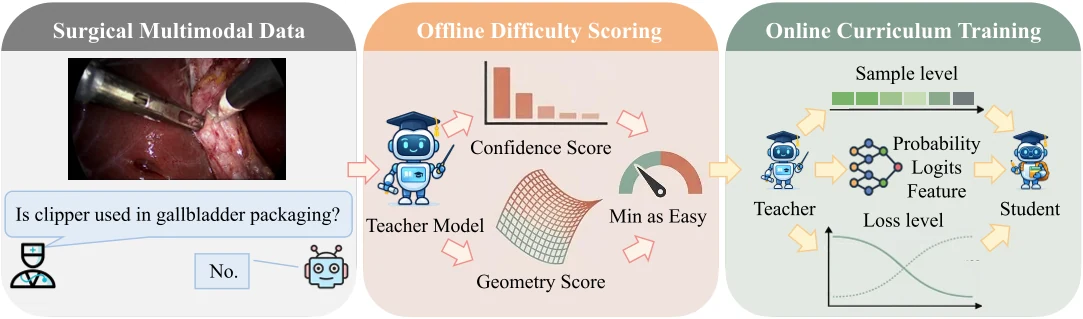 Surgical Multimodal Data
Is clipper used in gallbladder packaging?
No.
Offline Difficulty Scoring
Teacher Model
Confidence Score
Geometry Score
Min as Easy
Online Curriculum Training
Sample level
Teacher
Probability
Logits
Feature
Student
Loss level